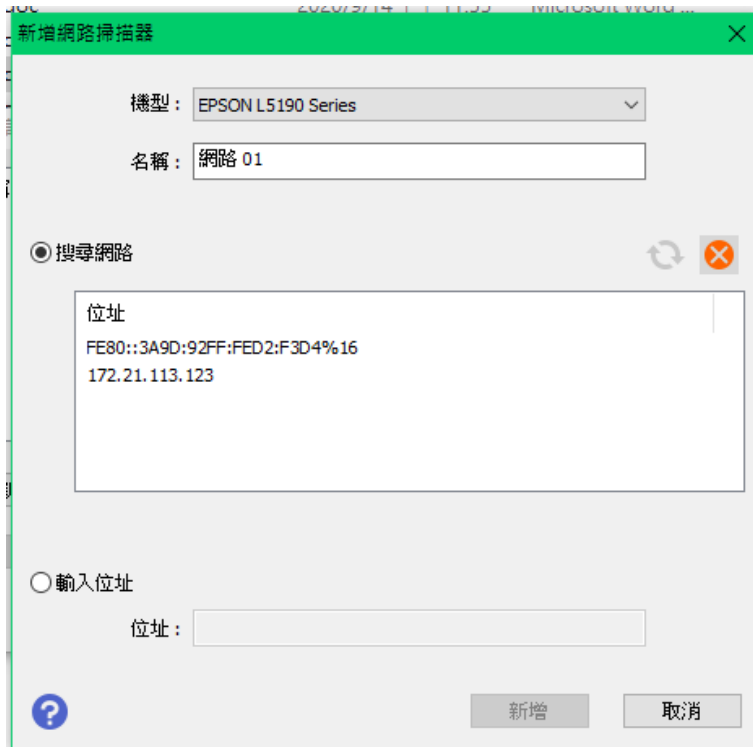 新增網路掃描器
機型：EPSON L5190 Series
名稱：網路 01
搜尋網路
位址
FE80::3A9D:92FF:FED2:F3D4%16
172.21.113.123
輸入位址
位址：
新增 取消